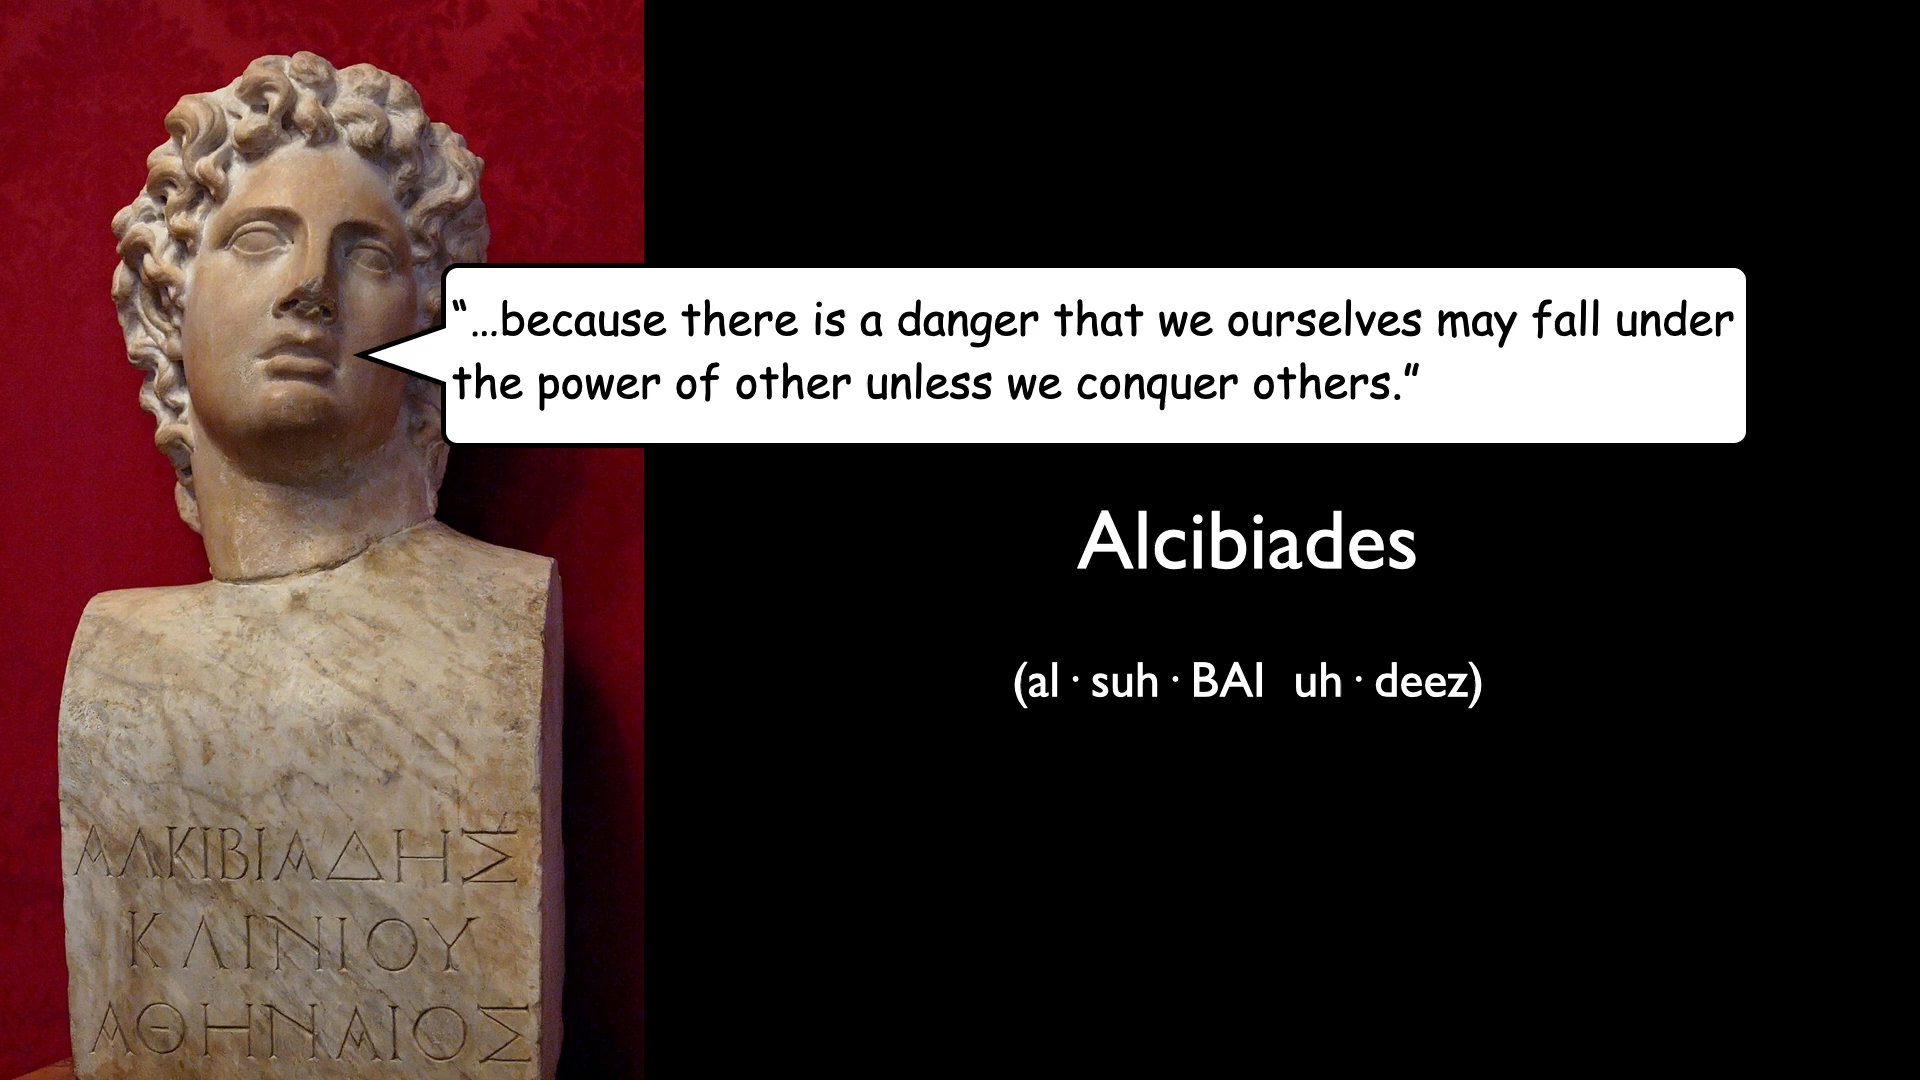 “…because there is a danger that we ourselves may fall under
the power of other unless we conquer others.”
Alcibiades
(al · suh · BAI  uh · deez)
ΑΛΚΙΒΙΑΔΗΣ
ΚΛΙΝΙΟΥ
ΑΘΗΝΑΙΟΣ